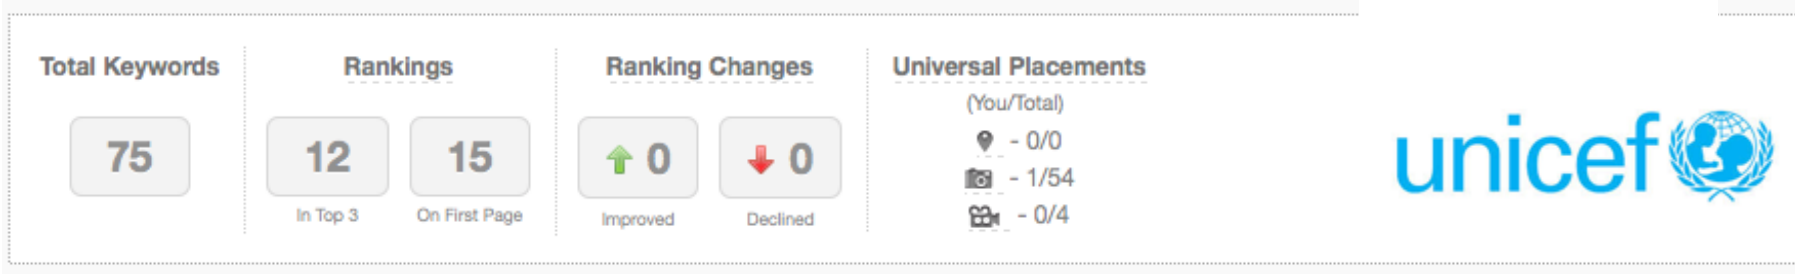 Total Keywords
75
Rankings
12
In Top 3
15
On First Page
Ranking Changes
0
Improved
0
Declined
Universal Placements
(You/Total)
- 0/0
- 1/54
- 0/4
unicef